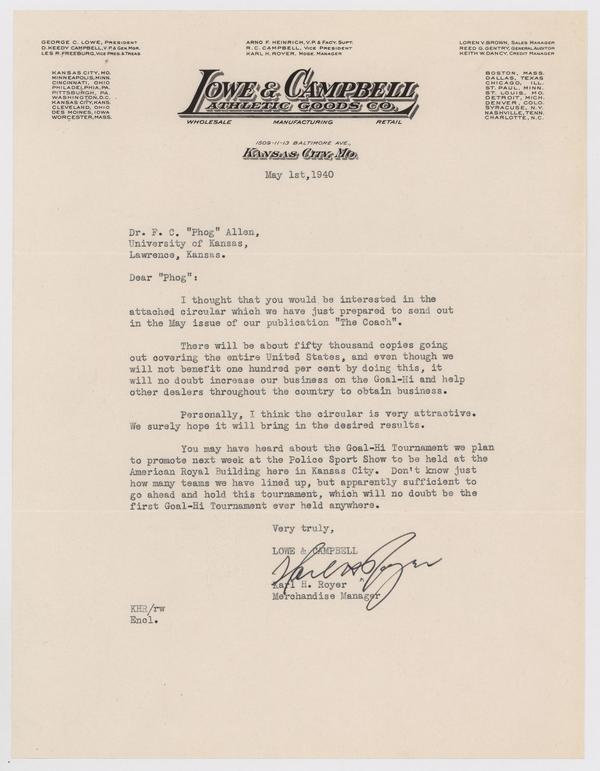 GEORGE C. LOWE, PRESIDENT
D. KEEDY CAMPBELL, V.P. & GEN. MGR.
LES R. FREEBURG, VICE PRES. & TREAS.
ARNO F. HEINRICH, V.P. & FACY. SUPT.
R. C. CAMPBELL, VICE PRESIDENT
KARL H. ROYER, MDSE. MANAGER
LOREN V. BROWN, SALES MANAGER
REED G. GENTRY, GENERAL AUDITOR
KEITH W. DANCY, CREDIT MANAGER
KANSAS CITY, MO.
MINNEAPOLIS, MINN.
CINCINNATI, OHIO
PHILADELPHIA, PA.
PITTSBURGH, PA.
WASHINGTON, D.C.
KANSAS CITY, KANS.
CLEVELAND, OHIO
DES MOINES, IOWA
WORCESTER, MASS.
LOWE & CAMPBELL
ATHLETIC GOODS CO.
WHOLESALE MANUFACTURING RETAIL
BOSTON, MASS.
DALLAS, TEXAS
CHICAGO, ILL.
ST. PAUL, MINN.
ST. LOUIS, MO.
DETROIT, MICH.
DENVER, COLO.
SYRACUSE, N.Y.
NASHVILLE, TENN.
CHARLOTTE, N.C.
1509-11-13 BALTIMORE AVE.,
KANSAS CITY, MO.
May 1st,1940
Dr. F. C. "Phog" Allen,
University of Kansas,
Lawrence, Kansas.
Dear "Phog":
I thought that you would be interested in the
attached circular which we have just prepared to send out
in the May issue of our publication "The Coach".
There will be about fifty thousand copies going
out covering the entire United States, and even though we
will not benefit one hundred per cent by doing this, it
will no doubt increase our business on the Goal-Hi and help
other dealers throughout the country to obtain business.
Personally, I think the circular is very attractive.
We surely hope it will bring in the desired results.
You may have heard about the Goal-Hi Tournament we plan
to promote next week at the Police Sport Show to be held at the
American Royal Building here in Kansas City. Don't know just
how many teams we have lined up, but apparently sufficient to
go ahead and hold this tournament, which will no doubt be the
first Goal-Hi Tournament ever held anywhere.
Very truly,
LOWE & CAMPBELL
Karl H Royer
Karl H. Royer
Merchandise Manager
KHR/rw
Encl.